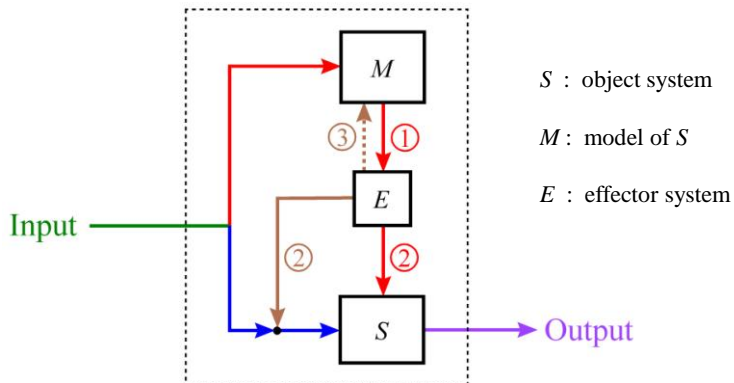 M
S : object system
③ ①
M : model of S
E
E : effector system
Input
② ②
S
Output